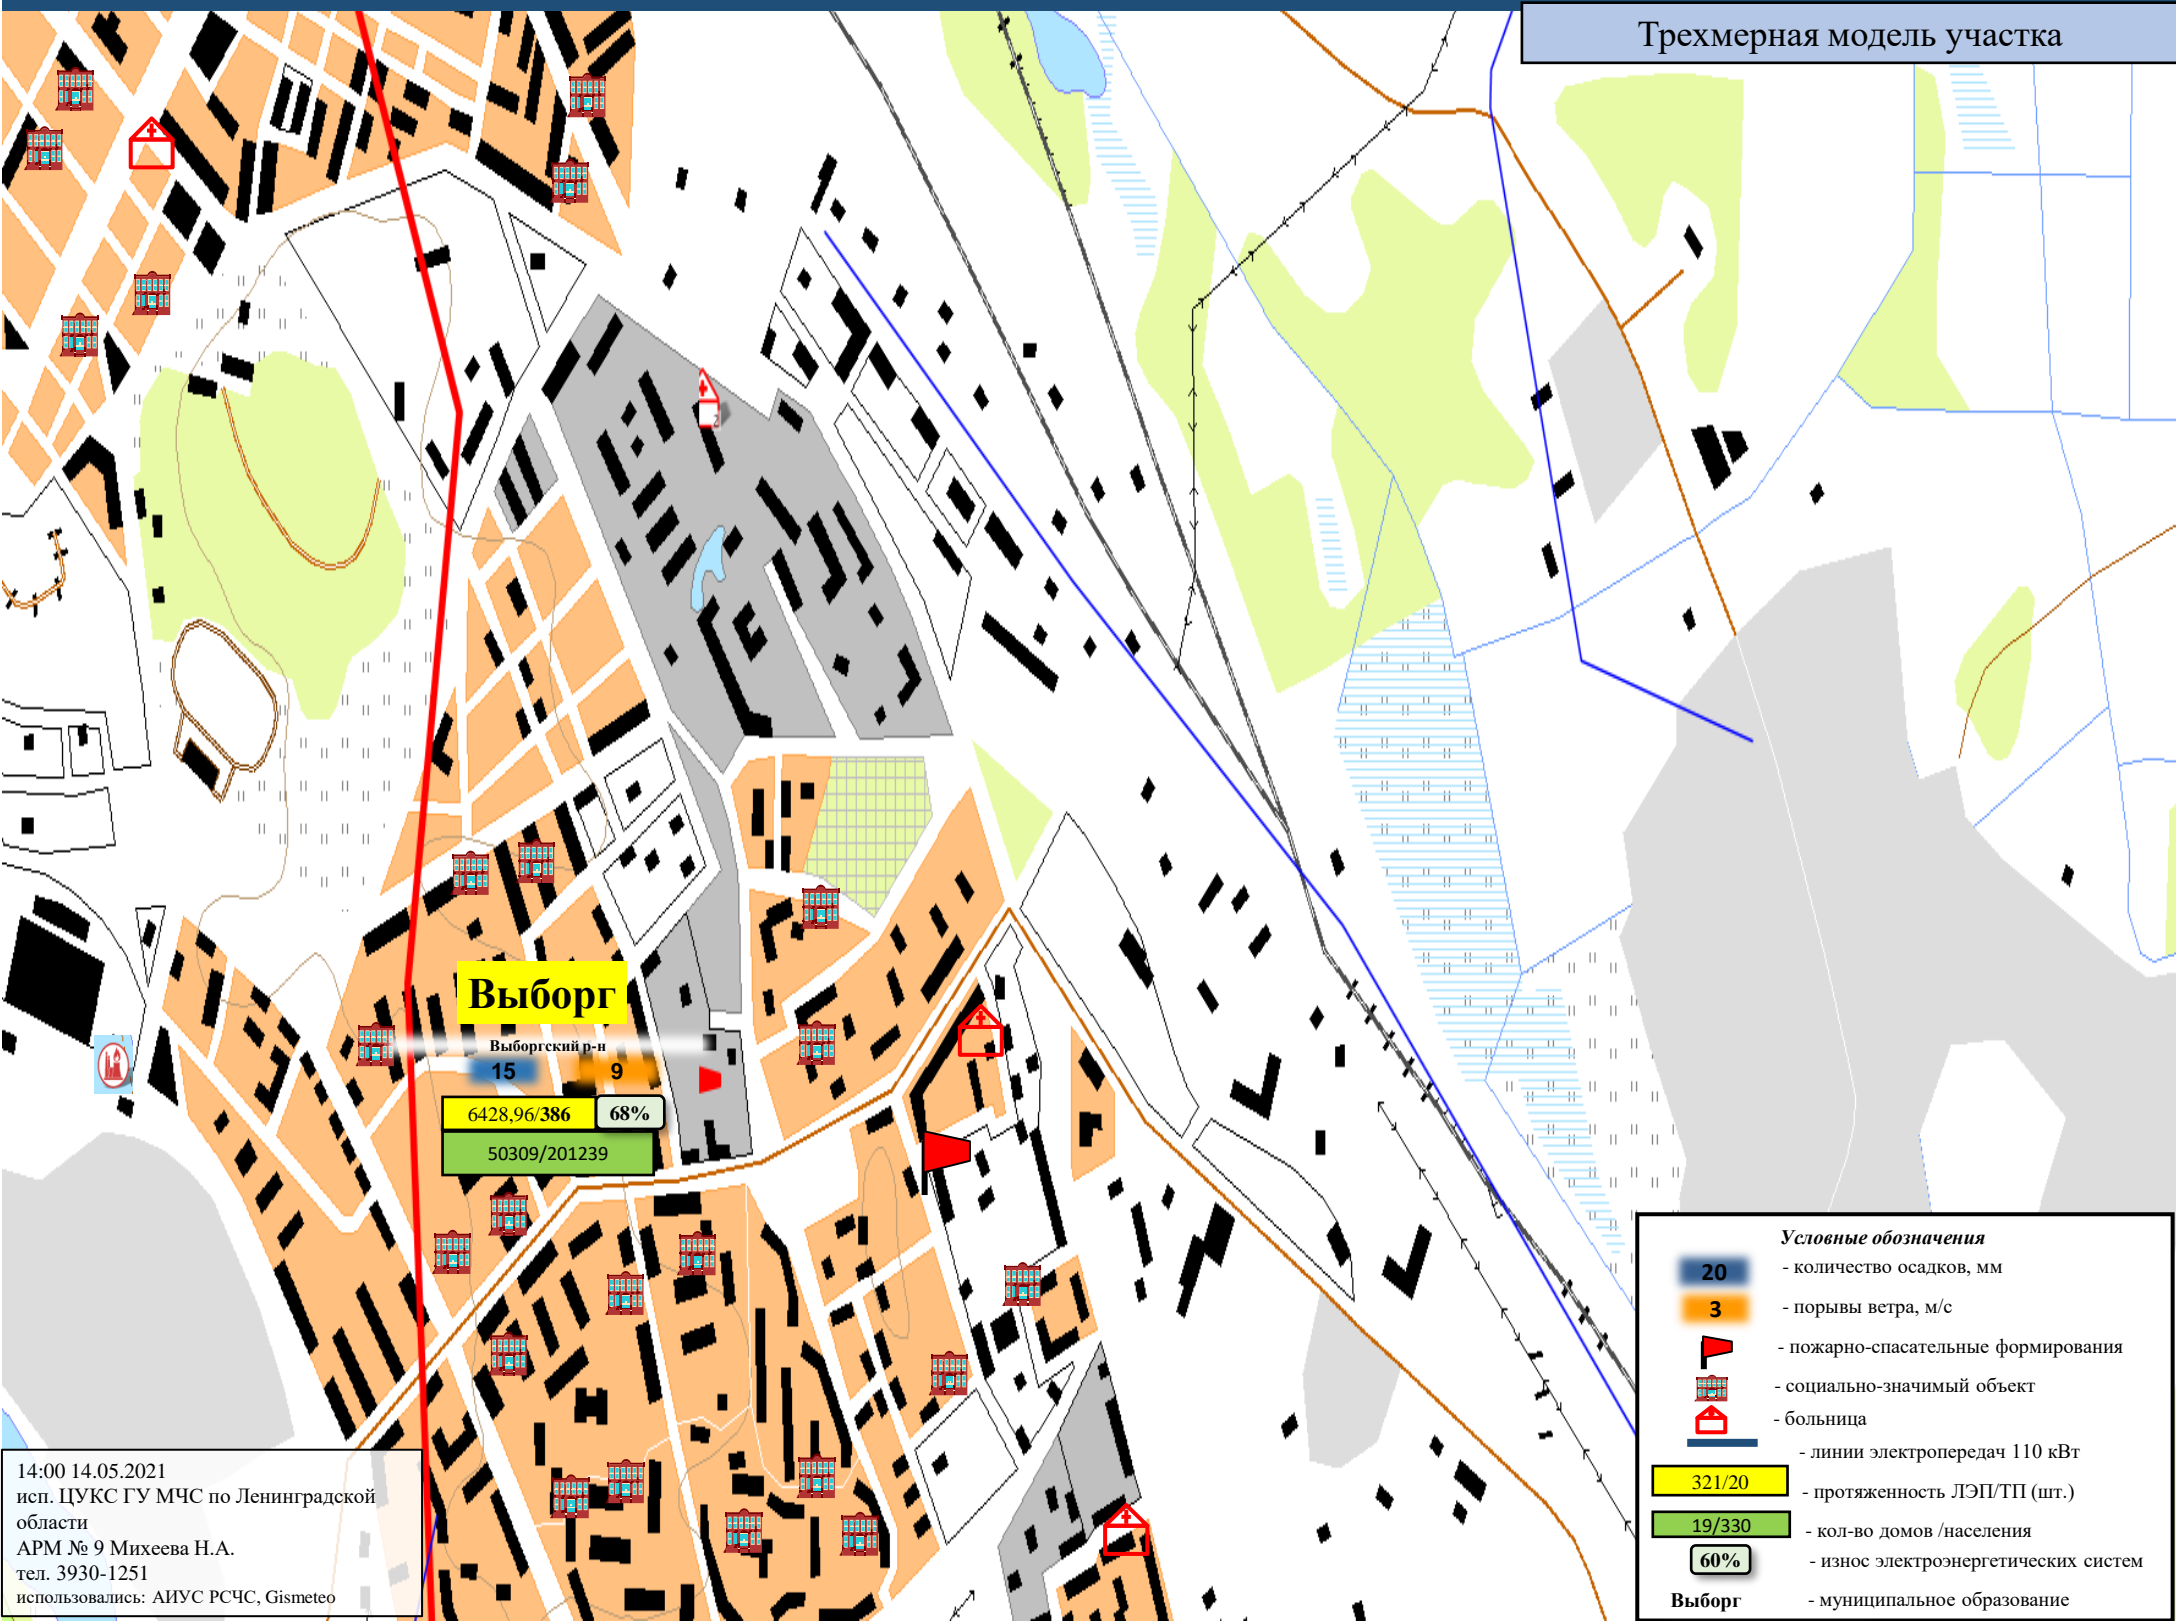 Трехмерная модель участка
2
Выборг
Выборгский р-н
15 9
6428,96/386 68%
50309/201239
14:00 14.05.2021
исп. ЦУКС ГУ МЧС по Ленинградской
области
АРМ № 9 Михеева Н.А.
тел. 3930-1251
использовались: АИУС РСЧС, Gismeteo
Условные обозначения
20 - количество осадков, мм
3 - порывы ветра, м/с
- пожарно-спасательные формирования
- социально-значимый объект
- больница
- линии электропередач 110 кВт
321/20 - протяженность ЛЭП/ТП (шт.)
19/330 - кол-во домов /населения
60% - износ электроэнергетических систем
Выборг - муниципальное образование